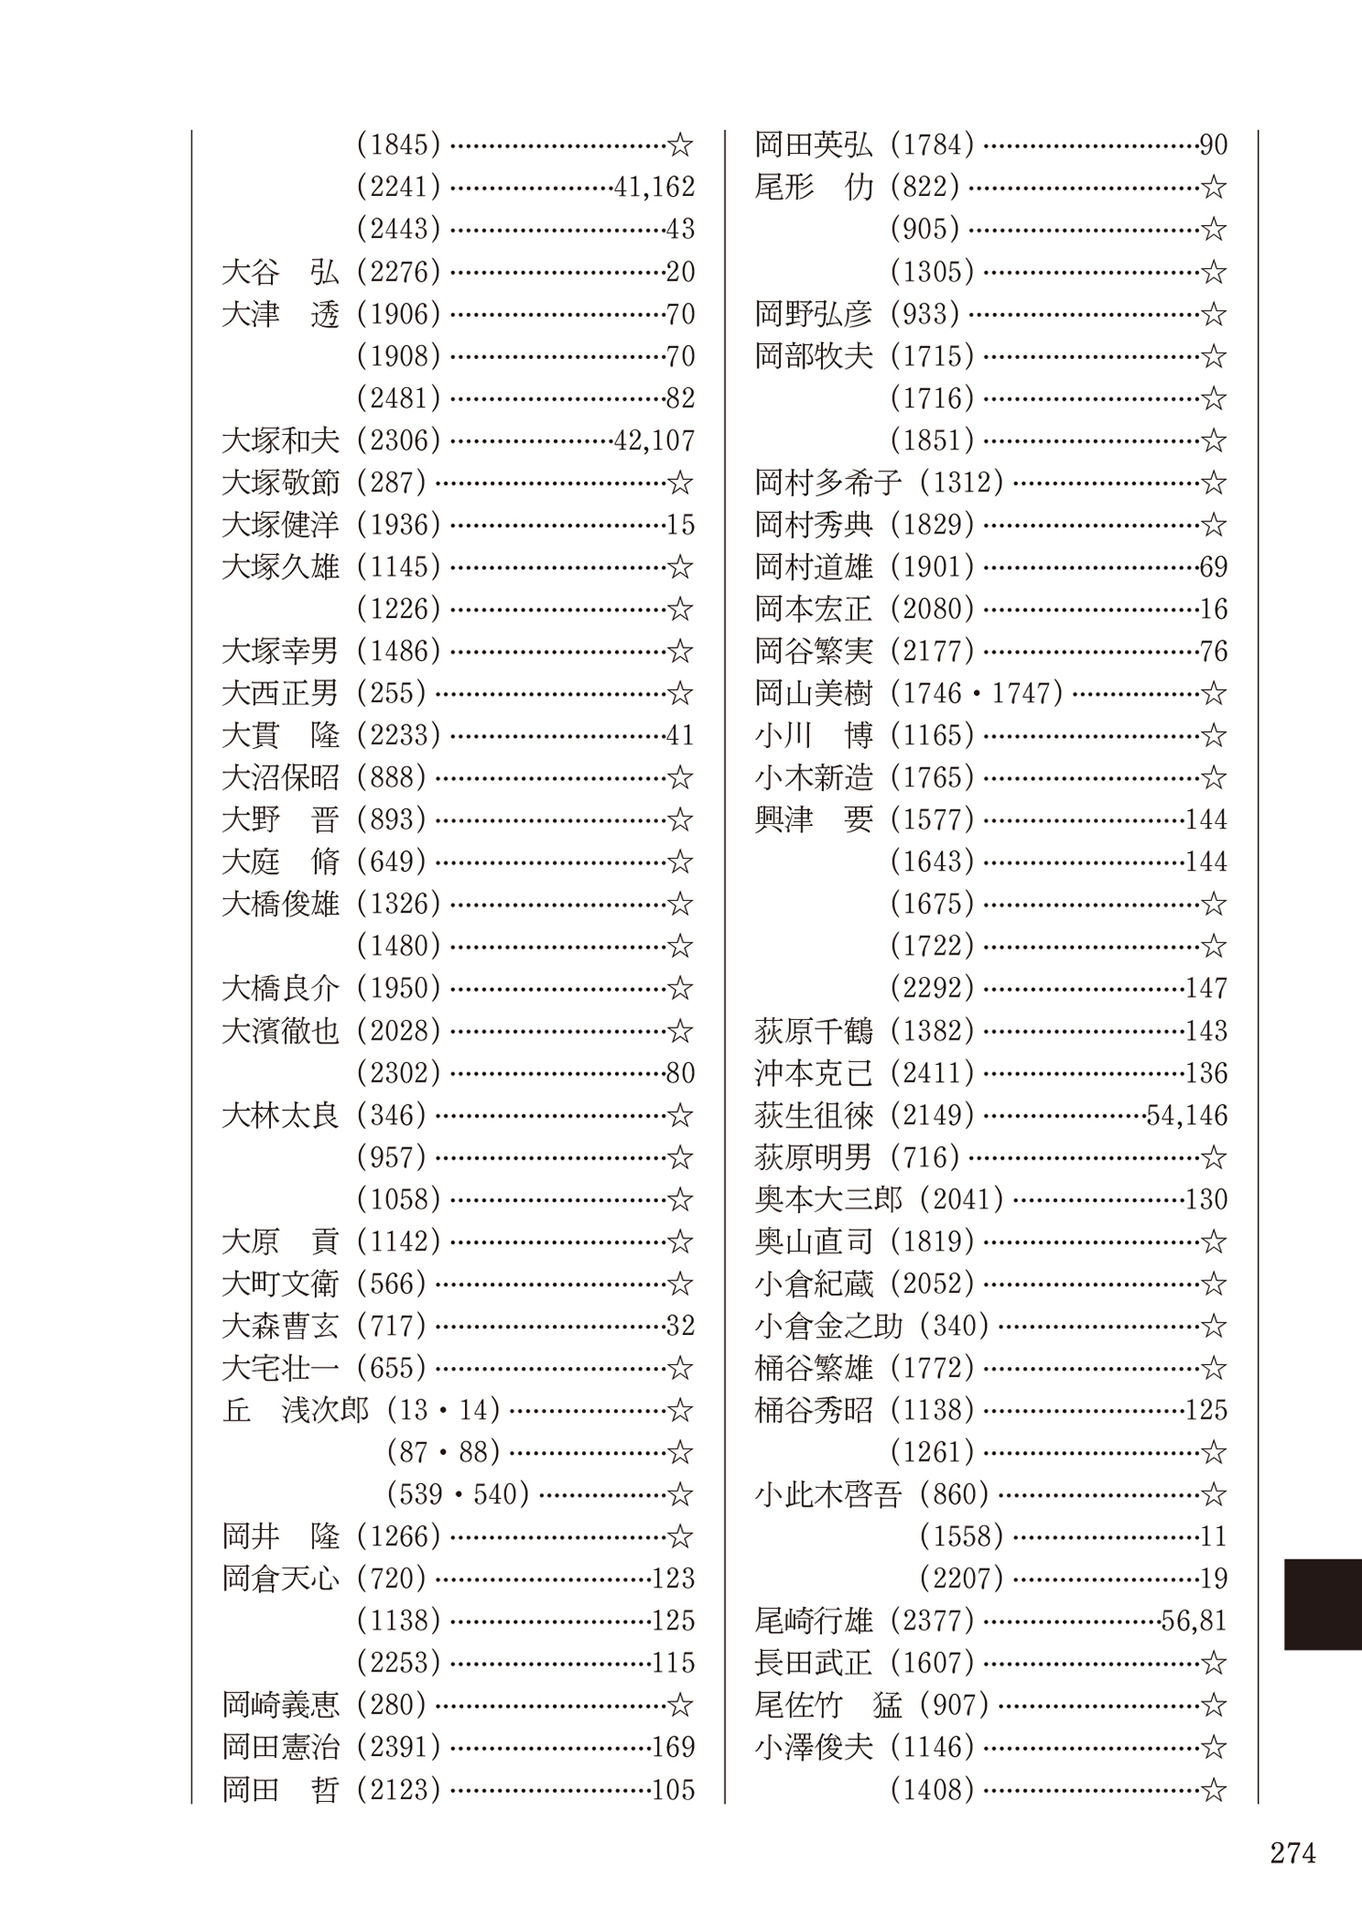 (1845)…………………………☆
(2241)…………………41,162
(2443)…………………………43
大谷　弘(2276)…………………………20
大津　透(1906)…………………………70
(1908)…………………………70
(2481)…………………………82
大塚和夫(2306)…………………42,107
大塚敬節(287)…………………………☆
大塚健洋(1936)…………………………15
大塚久雄(1145)…………………………☆
(1226)…………………………☆
大塚幸男(1486)…………………………☆
大西正男(255)…………………………☆
大貫　隆(2233)…………………………41
大沼保昭(888)…………………………☆
大野　晋(893)…………………………☆
大庭　脩(649)…………………………☆
大橋俊雄(1326)…………………………☆
(1480)…………………………☆
大橋良介(1950)…………………………☆
大濱徹也(2028)…………………………☆
(2302)…………………………80
大林太良(346)…………………………☆
(957)…………………………☆
(1058)…………………………☆
大原　貢(1142)…………………………☆
大町文衛(566)…………………………☆
大森曹玄(717)…………………………32
大宅壮一(655)…………………………☆
丘　浅次郎(13・14)…………………☆
(87・88)…………………☆
(539・540)………………☆
岡井　隆(1266)…………………………☆
岡倉天心(720)………………………123
(1138)………………………125
(2253)………………………115
岡崎義恵(280)…………………………☆
岡田憲治(2391)………………………169
岡田　哲(2123)………………………105
岡田英弘(1784)…………………………90
尾形　仂(822)…………………………☆
(905)…………………………☆
(1305)…………………………☆
岡野弘彦(933)…………………………☆
岡部牧夫(1715)…………………………☆
(1716)…………………………☆
(1851)…………………………☆
岡村多希子(1312)……………………☆
岡村秀典(1829)…………………………☆
岡村道雄(1901)…………………………69
岡本宏正(2080)…………………………16
岡谷繁実(2177)…………………………76
岡山美樹(1746・1747)………………☆
小川　博(1165)…………………………☆
小木新造(1765)…………………………☆
興津　要(1577)………………………144
(1643)………………………144
(1675)…………………………☆
(1722)…………………………☆
(2292)………………………147
荻原千鶴(1382)………………………143
沖本克己(2411)………………………136
荻生徂徠(2149)…………………54,146
荻原明男(716)…………………………☆
奥本大三郎(2041)……………………130
奥山直司(1819)…………………………☆
小倉紀蔵(2052)…………………………☆
小倉金之助(340)………………………☆
桶谷繁雄(1772)…………………………☆
桶谷秀昭(1138)………………………125
(1261)…………………………☆
小此木啓吾(860)………………………☆
(1558)……………………11
(2207)……………………19
尾崎行雄(2377)……………………56,81
長田武正(1607)…………………………☆
尾佐竹　猛(907)………………………☆
小澤俊夫(1146)…………………………☆
(1408)…………………………☆
274